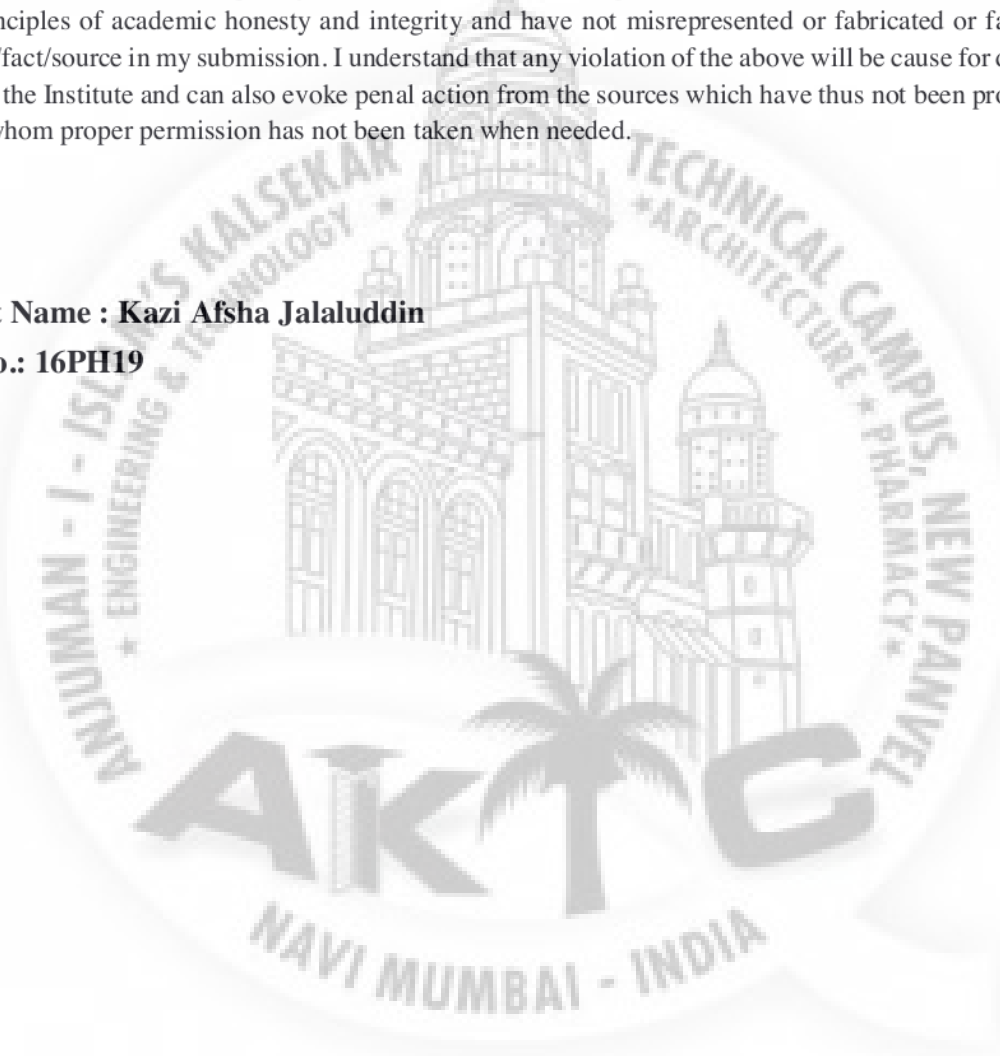 nciples of academic honesty and integrity and have not misrepresented or fabricated or fa
/fact/source in my submission. I understand that any violation of the above will be cause for
the Institute and can also evoke penal action from the sources which have thus not been pro
whom proper permission has not been taken when needed.
Name : Kazi Afsha Jalaluddin
o.: 16PH19
ANJUMAN - I - ISLAM'S KALSEKAR TECHNICAL CAMPUS, NEW PANVEL
* ENGINEERING & TECHNOLOGY * ARCHITECTURE * PHARMACY *
AKTC
NAVI MUMBAI - INDIA